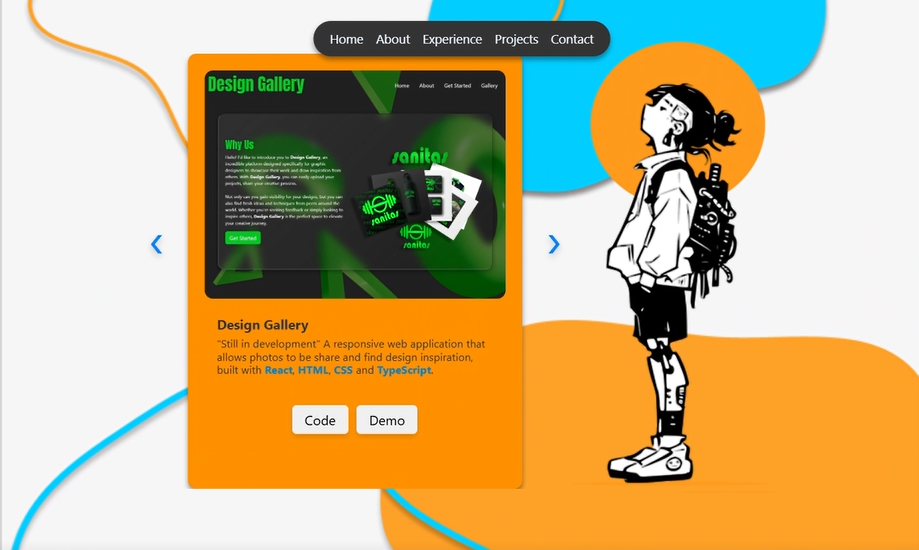 Home About Experience Projects Contact
Design Gallery
Home About Get Started Gallery
Why Us
Hello! I'd like to introduce you to Design Gallery, an
incredible platform designed specifically for graphic
designers to showcase their work and draw inspiration from
others. With Design Gallery, you can easily upload your
projects, share your creative process.
Not only can you gain visibility for your designs, but you can
also find fresh ideas and techniques from peers around the
world. Whether you're seeking feedback or simply looking to
inspire others, Design Gallery is the perfect space to elevate
your creative journey.
Get Started
sanitas
sanitas
sanitas
Design Gallery
"Still in development" A responsive web application that
allows photos to be share and find design inspiration,
built with React, HTML, CSS and TypeScript.
Code Demo